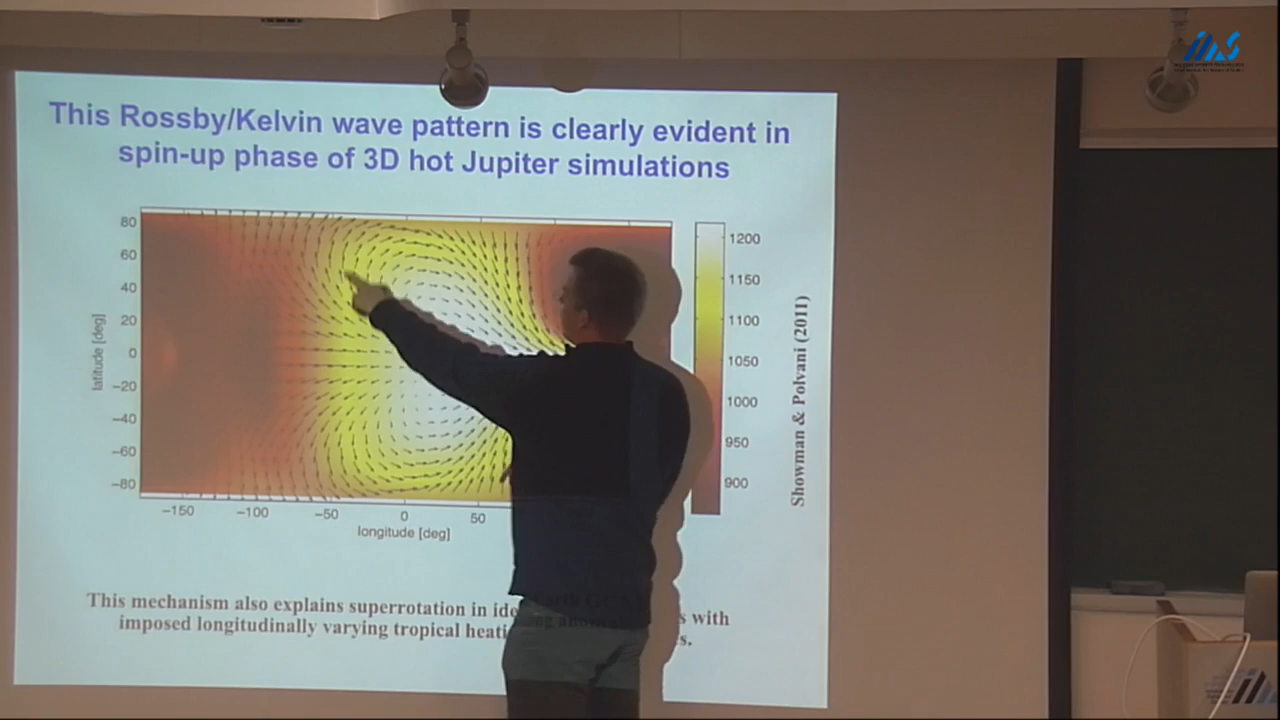 This Rossby/Kelvin wave pattern is clearly evident in
spin-up phase of 3D hot Jupiter simulations
80
60
40
20
0
−20
−40
−60
−80
latitude [deg]
−150 −100 −50 0 50
longitude [deg]
1200
1150
1100
1050
1000
950
900
Showman & Polvani (2011)
This mechanism also explains superrotation in with
imposed longitudinally varying tropical